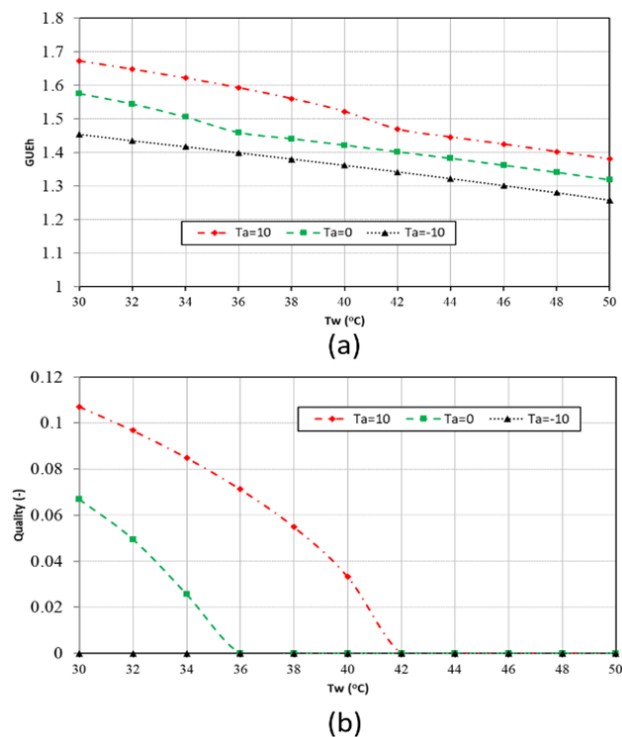 (a)
1.8
1.7
1.6
1.5
1.4
1.3
1.2
1.1
1
GUEh
Ta=10 Ta=0 Ta=-10
30 32 34 36 38 40 42 44 46 48 50
Tw (°C)
(a)
0.12
0.1
0.08
0.06
0.04
0.02
0
Quality (-)
Ta=10 Ta=0 Ta=-10
30 32 34 36 38 40 42 44 46 48 50
Tw (°C)
(b)